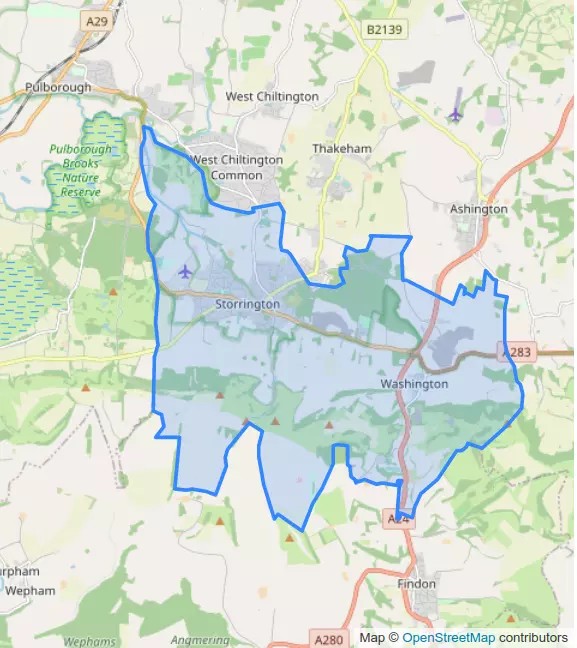 A29
B2139
Pulborough
West Chiltington
Pulborough
Brooks
Nature
Reserve
West Chiltington
Common
Thakeham
Ashington
Storrington
A283
Washington
A24
Findon
Wepham
Wephams
Angmering
A280
Map © OpenStreetMap contributors